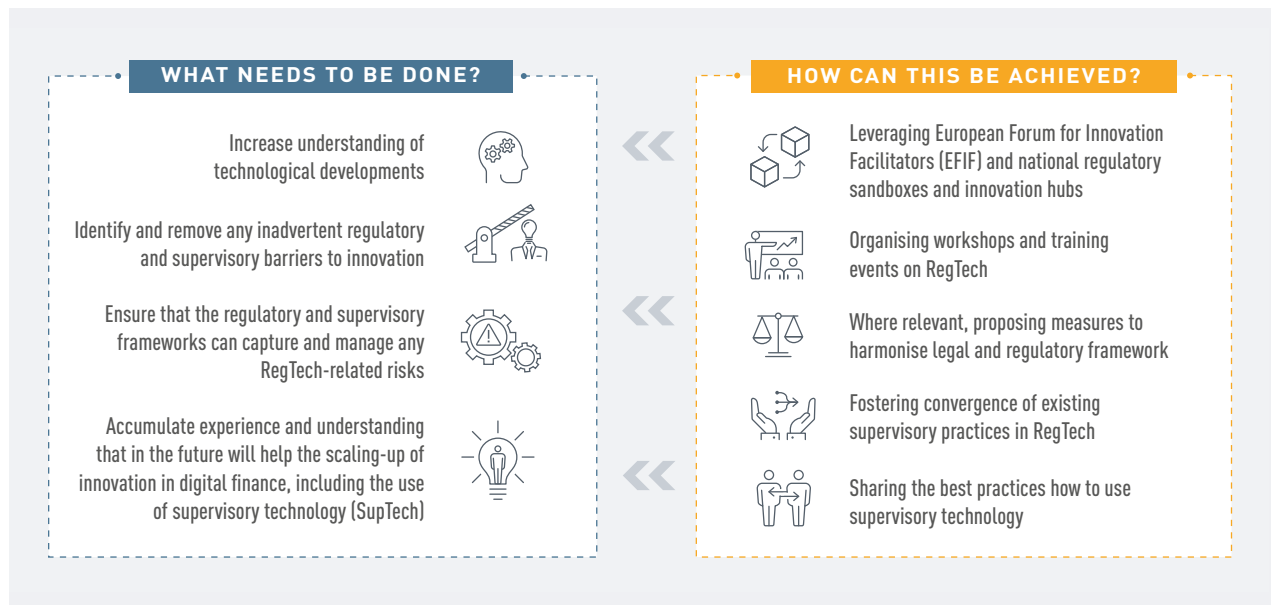 WHAT NEEDS TO BE DONE?
Increase understanding of
technological developments
Identify and remove any inadvertent regulatory
and supervisory barriers to innovation
Ensure that the regulatory and supervisory
frameworks can capture and manage any
RegTech-related risks
Accumulate experience and understanding
that in the future will help the scaling-up of
innovation in digital finance, including the use
of supervisory technology (SupTech)
HOW CAN THIS BE ACHIEVED?
Leveraging European Forum for Innovation
Facilitators (EFIF) and national regulatory
sandboxes and innovation hubs
Organising workshops and training
events on RegTech
Where relevant, proposing measures to
harmonise legal and regulatory framework
Fostering convergence of existing
supervisory practices in RegTech
Sharing the best practices how to use
supervisory technology